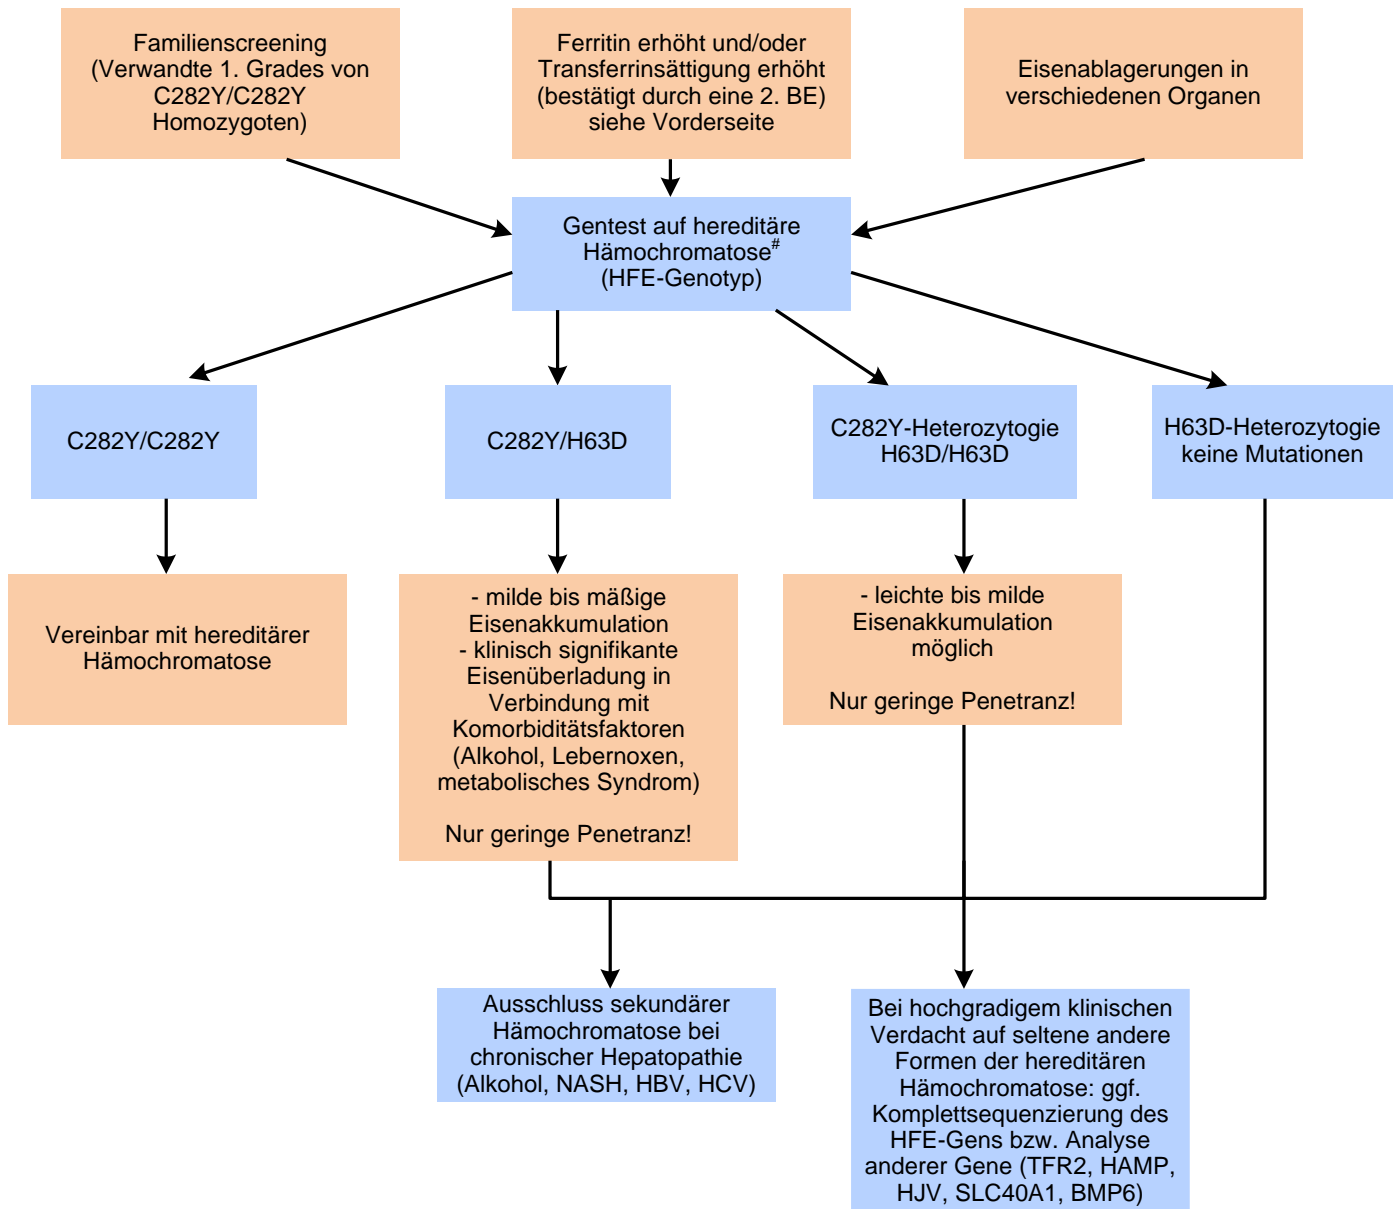 Familienscreening
(Verwandte 1. Grades von
C282Y/C282Y
Homozygoten)
Ferritin erhöht und/oder
Transferrinsättigung erhöht
(bestätigt durch eine 2. BE)
siehe Vorderseite
Eisenablagerungen in
verschiedenen Organen
Gentest auf hereditäre
Hämochromatose#
(HFE-Genotyp)
C282Y/C282Y
C282Y/H63D
C282Y-Heterozytogie
H63D/H63D
H63D-Heterozytogie
keine Mutationen
Vereinbar mit hereditärer
Hämochromatose
- milde bis mäßige
Eisenakkumulation
- klinisch signifikante
Eisenüberladung in
Verbindung mit
Komorbiditätsfaktoren
(Alkohol, Lebernoxen,
metabolisches Syndrom)
Nur geringe Penetranz!
- leichte bis milde
Eisenakkumulation
möglich
Nur geringe Penetranz!
Ausschluss sekundärer
Hämochromatose bei
chronischer Hepatopathie
(Alkohol, NASH, HBV, HCV)
Bei hochgradigem klinischen
Verdacht auf seltene andere
Formen der hereditären
Hämochromatose: ggf.
Komplettsequenzierung des
HFE-Gens bzw. Analyse
anderer Gene (TFR2, HAMP,
HJV, SLC40A1, BMP6)